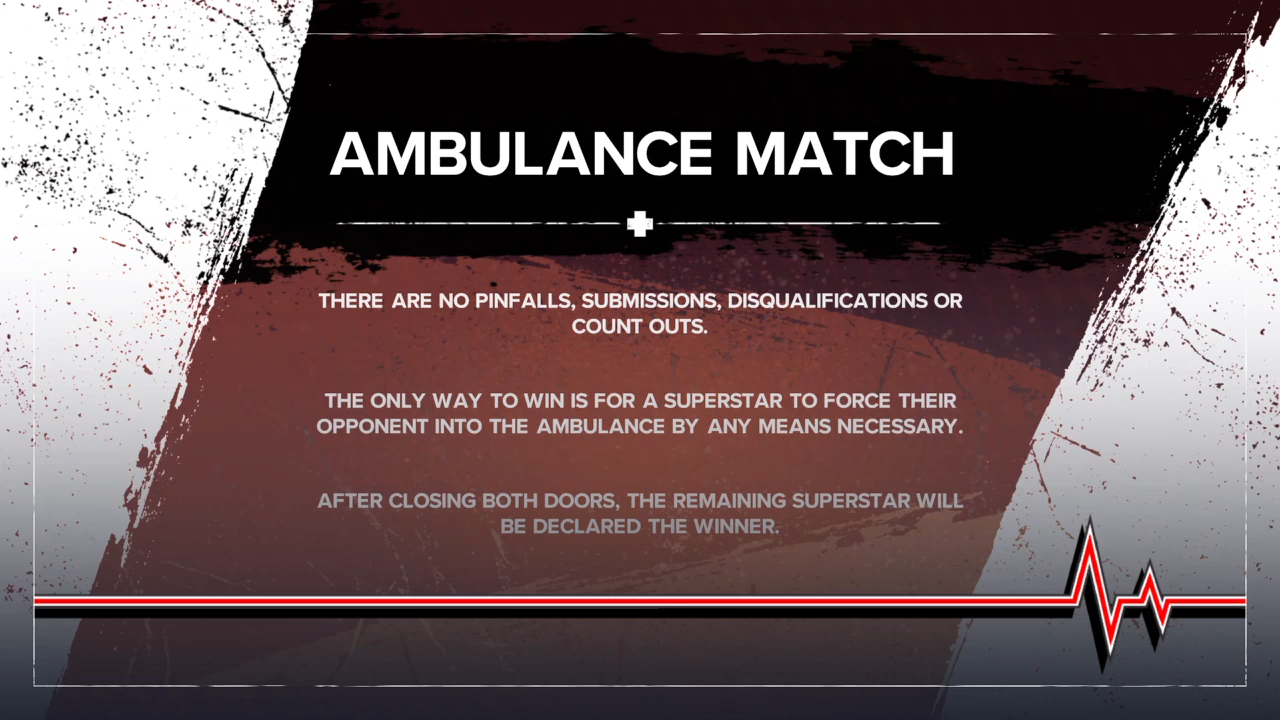 AMBULANCE MATCH
THERE ARE NO PINFALLS, SUBMISSIONS, DISQUALIFICATIONS OR
COUNT OUTS.
THE ONLY WAY TO WIN IS FOR A SUPERSTAR TO FORCE THEIR
OPPONENT INTO THE AMBULANCE BY ANY MEANS NECESSARY.
AFTER CLOSING BOTH DOORS, THE REMAINING SUPERSTAR WILL
BE DECLARED THE WINNER.